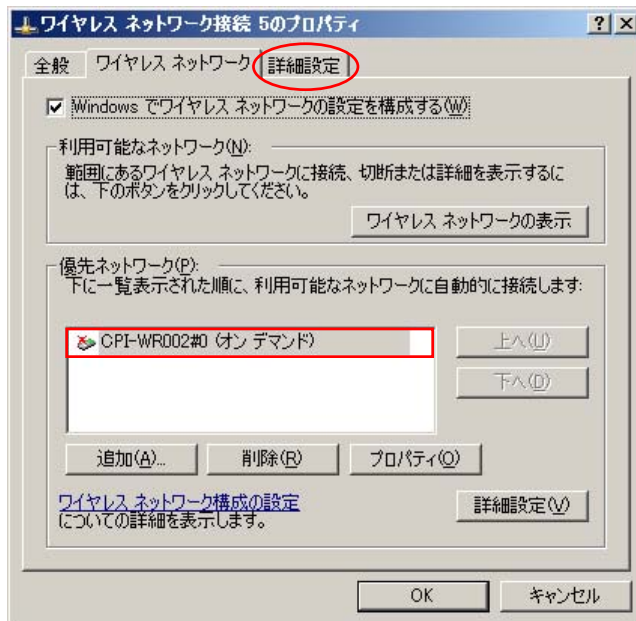 ワイヤレス ネットワーク接続 5のプロパティ
全般 ワイヤレス ネットワーク 詳細設定
Windows でワイヤレス ネットワークの設定を構成する(W)
利用可能なネットワーク(N):
範囲にあるワイヤレス ネットワークに接続、切断または詳細を表示するに
は、下のボタンをクリックしてください。
ワイヤレス ネットワークの表示
優先ネットワーク(P):
下に一覧表示された順に、利用可能なネットワークに自動的に接続します:
CPI-WR002#0 (オン デマンド)
上へ(U)
下へ(D)
追加(A)... 削除(R) プロパティ(O)
ワイヤレス ネットワーク構成の設定
についての詳細を表示します。
詳細設定(V)
OK キャンセル